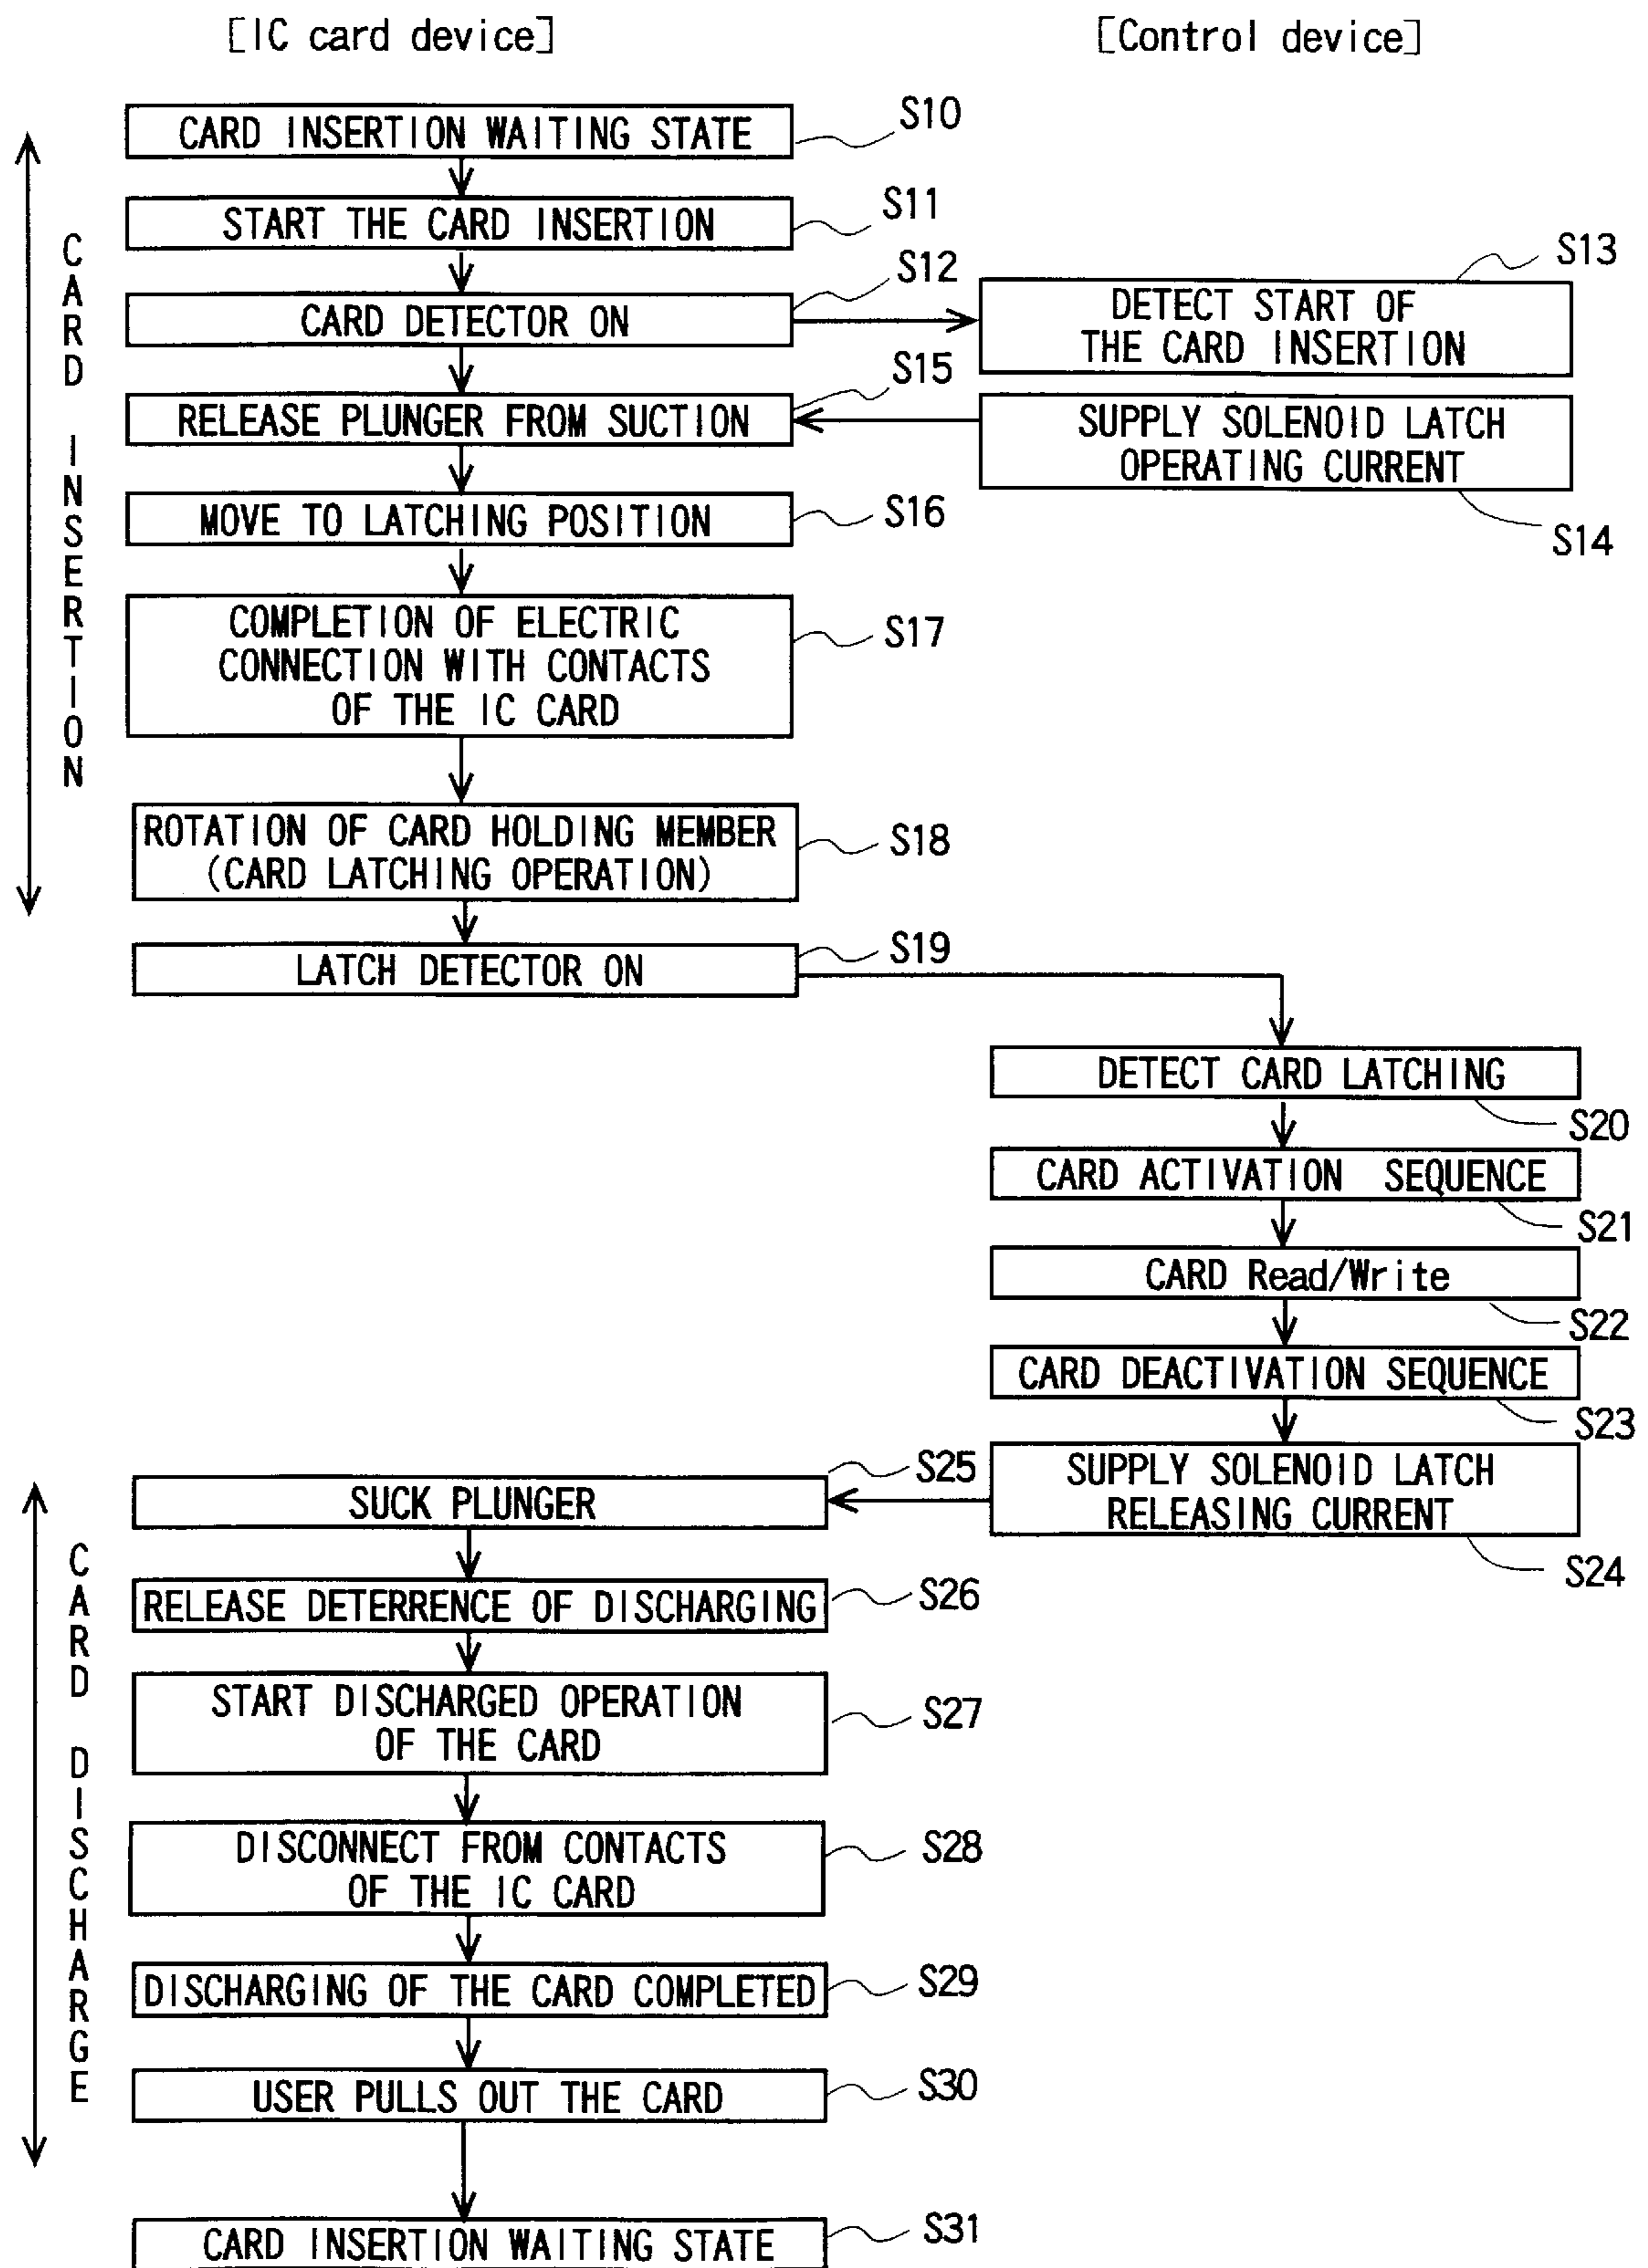 [IC card device]
[Control device]
CARD INSERTION WAITING STATE
S10
START THE CARD INSERTION
S11
CARD DETECTOR ON
S12
DETECT START OF
THE CARD INSERTION
S13
RELEASE PLUNGER FROM SUCTION
S15
SUPPLY SOLENOID LATCH
OPERATING CURRENT
S14
MOVE TO LATCHING POSITION
S16
COMPLETION OF ELECTRIC
CONNECTION WITH CONTACTS
OF THE IC CARD
S17
ROTATION OF CARD HOLDING MEMBER
(CARD LATCHING OPERATION)
S18
CARD INSERTION
LATCH DETECTOR ON
S19
DETECT CARD LATCHING
S20
CARD ACTIVATION SEQUENCE
S21
CARD Read/Write
S22
CARD DEACTIVATION SEQUENCE
S23
SUPPLY SOLENOID LATCH
RELEASING CURRENT
S24
SUCK PLUNGER
S25
RELEASE DETERRENCE OF DISCHARGING
S26
START DISCHARGED OPERATION
OF THE CARD
S27
DISCONNECT FROM CONTACTS
OF THE IC CARD
S28
DISCHARGING OF THE CARD COMPLETED
S29
USER PULLS OUT THE CARD
S30
CARD DISCHARGE
CARD INSERTION WAITING STATE
S31